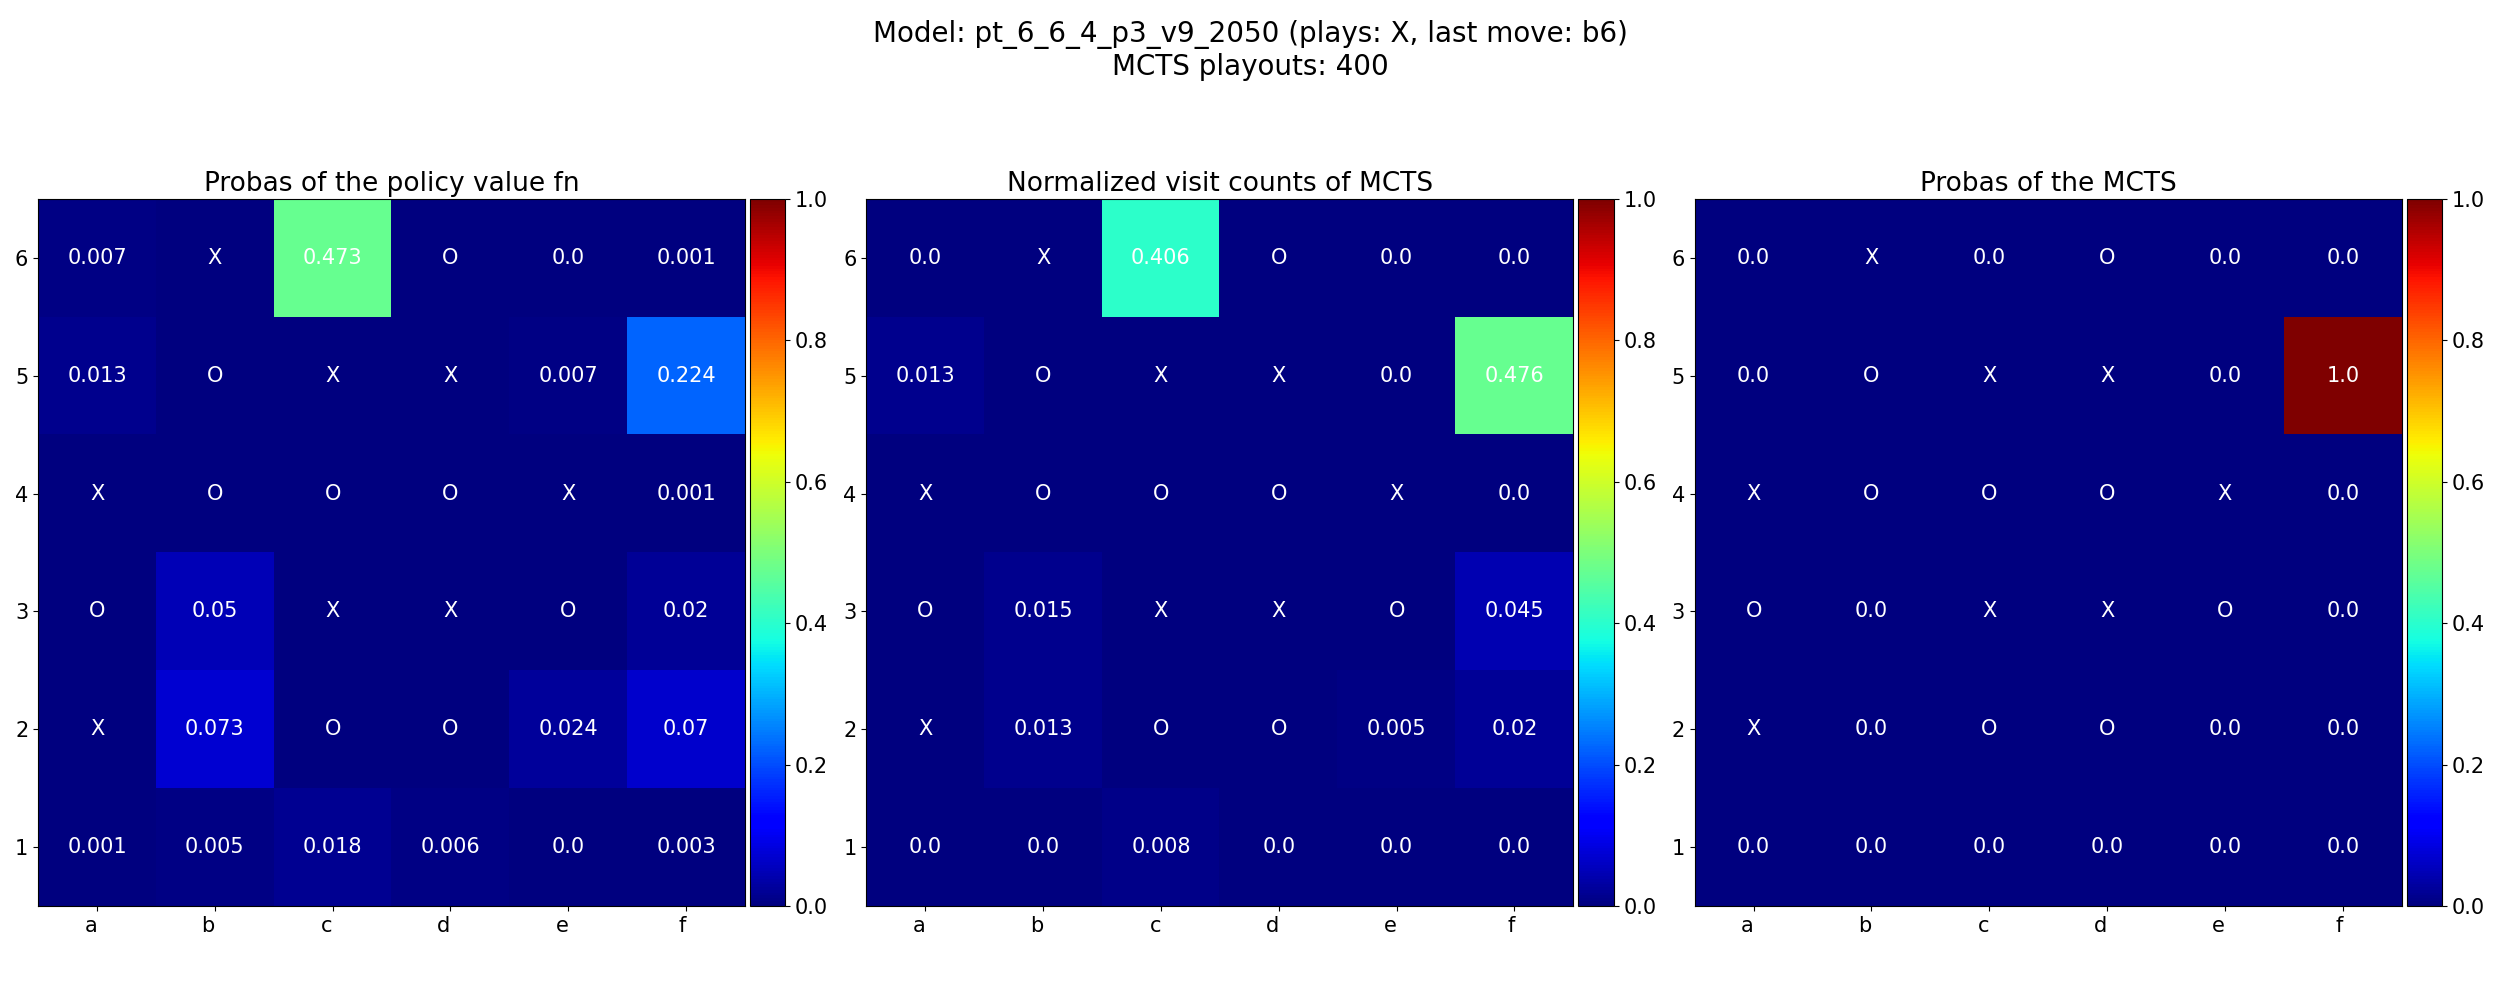 Model: pt_6_6_4_p3_v9_2050 (plays: X, last move: b6)
MCTS playouts: 400
Probas of the policy value fn
6 0.007 X 0.473 O 0.0 0.001
5 0.013 O X X 0.007 0.224
4 X O O O X 0.001
3 O 0.05 X X O 0.02
2 X 0.073 O O 0.024 0.07
1 0.001 0.005 0.018 0.006 0.0 0.003
a b c d e f
1.0
0.8
0.6
0.4
0.2
0.0
Normalized visit counts of MCTS
6 0.0 X 0.406 O 0.0 0.0
5 0.013 O X X 0.0 0.476
4 X O O O X 0.0
3 O 0.015 X X O 0.045
2 X 0.013 O O 0.005 0.02
1 0.0 0.0 0.008 0.0 0.0 0.0
a b c d e f
1.0
0.8
0.6
0.4
0.2
0.0
Probas of the MCTS
6 0.0 X 0.0 O 0.0 0.0
5 0.0 O X X 0.0 1.0
4 X O O O X 0.0
3 O 0.0 X X O 0.0
2 X 0.0 O O 0.0 0.0
1 0.0 0.0 0.0 0.0 0.0 0.0
a b c d e f
1.0
0.8
0.6
0.4
0.2
0.0